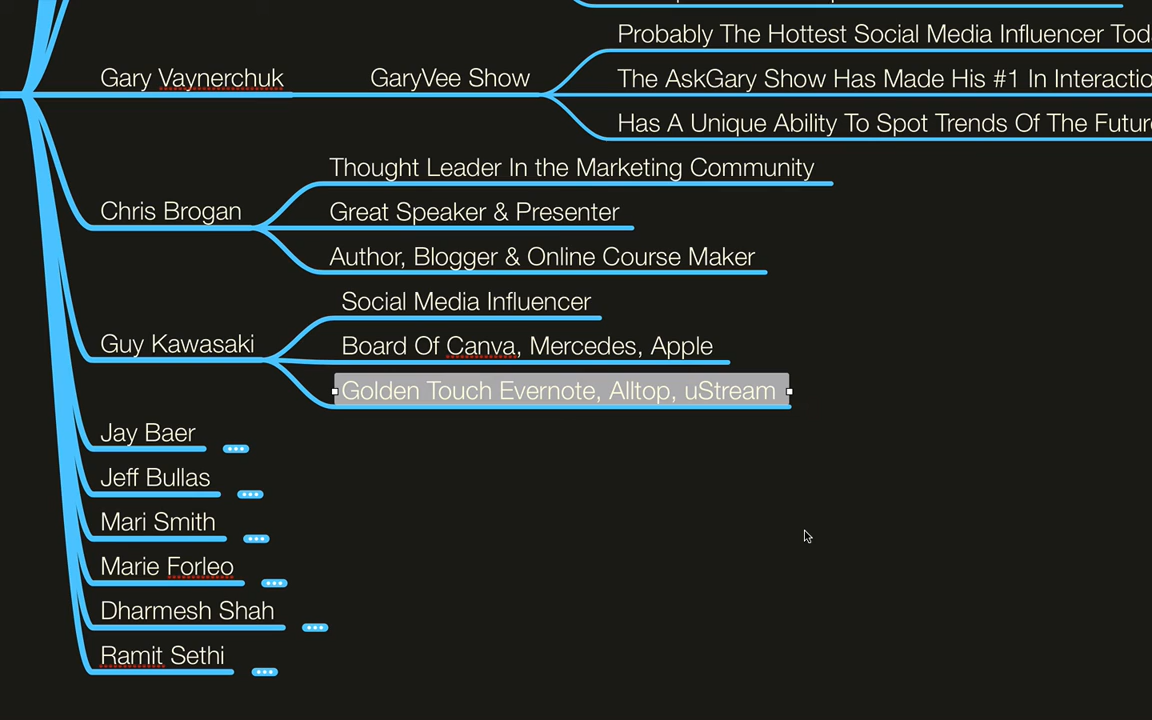 Probably The Hottest Social Media Influencer
Gary Vaynerchuk
GaryVee Show
The AskGary Show Has Made His #1 In
Has A Unique Ability To Spot Trends Of The
Thought Leader In the Marketing Community
Chris Brogan
Great Speaker & Presenter
Author, Blogger & Online Course Maker
Social Media Influencer
Guy Kawasaki
Board Of Canva, Mercedes, Apple
Golden Touch Evernote, Alltop, uStream
Jay Baer
Jeff Bullas
Mari Smith
Marie Forleo
Dharmesh Shah
Ramit Sethi